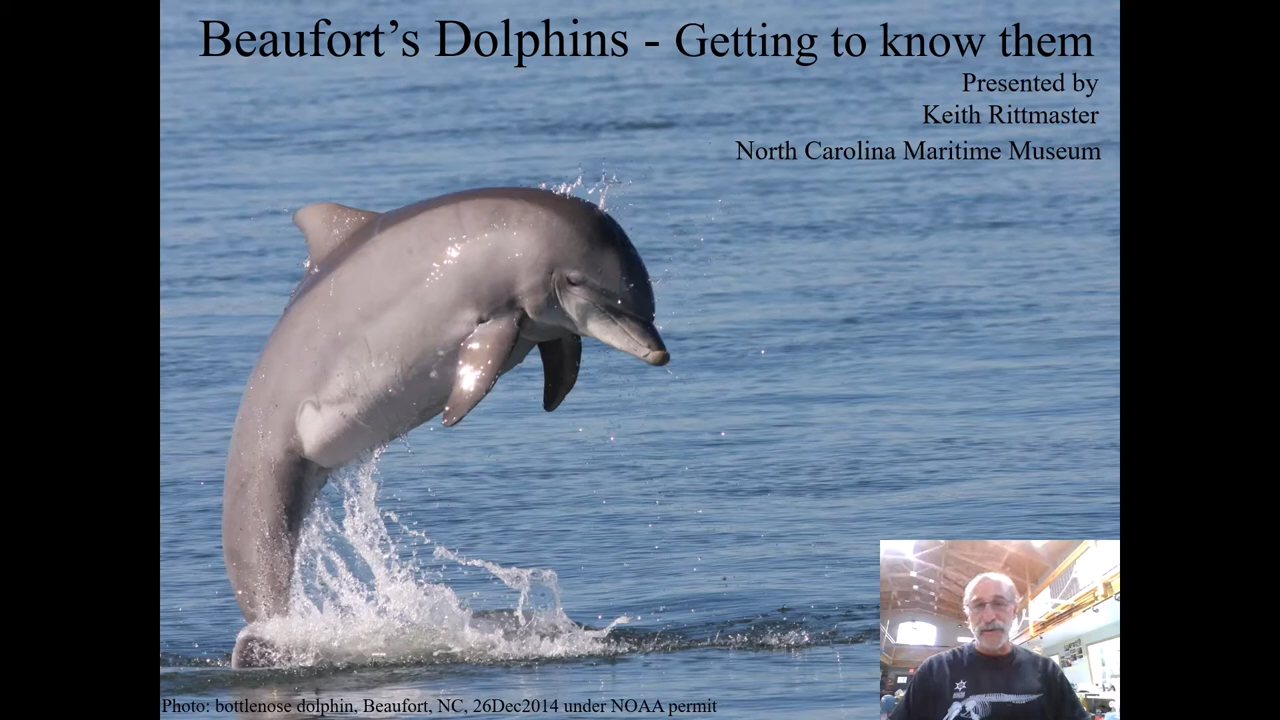 Beaufort's Dolphins - Getting to know them
Presented by
Keith Rittmaster
North Carolina Maritime Museum
Photo: bottlenose dolphin, Beaufort, NC, 26Dec2014 under NOAA permit